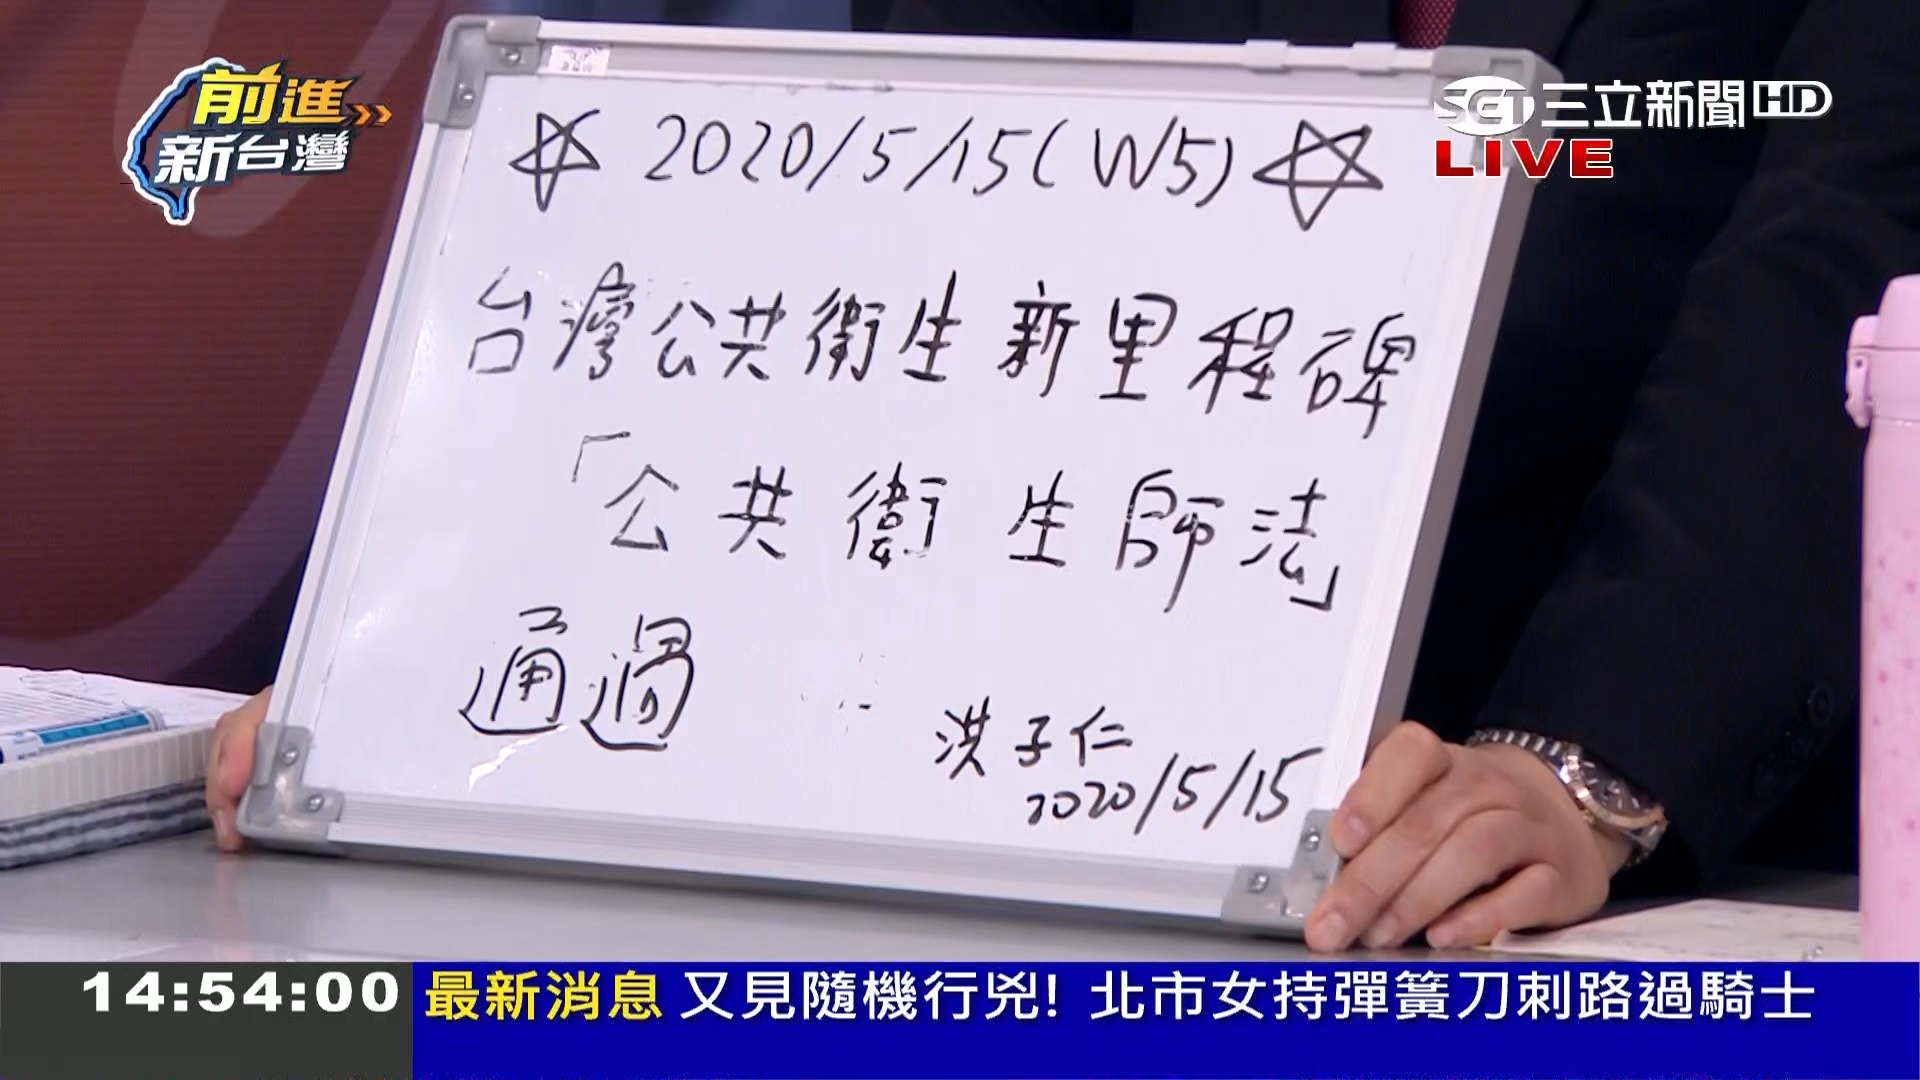 前進
新台灣
SET三立新聞HD
LIVE
☆ 2020/5/15(W5) ☆
台灣公共衛生新里程碑
「公共衛生師法」
通過
洪子仁
2020/5/15
14:54:00 最新消息 又見隨機行兇! 北市女持彈簧刀刺路過騎士